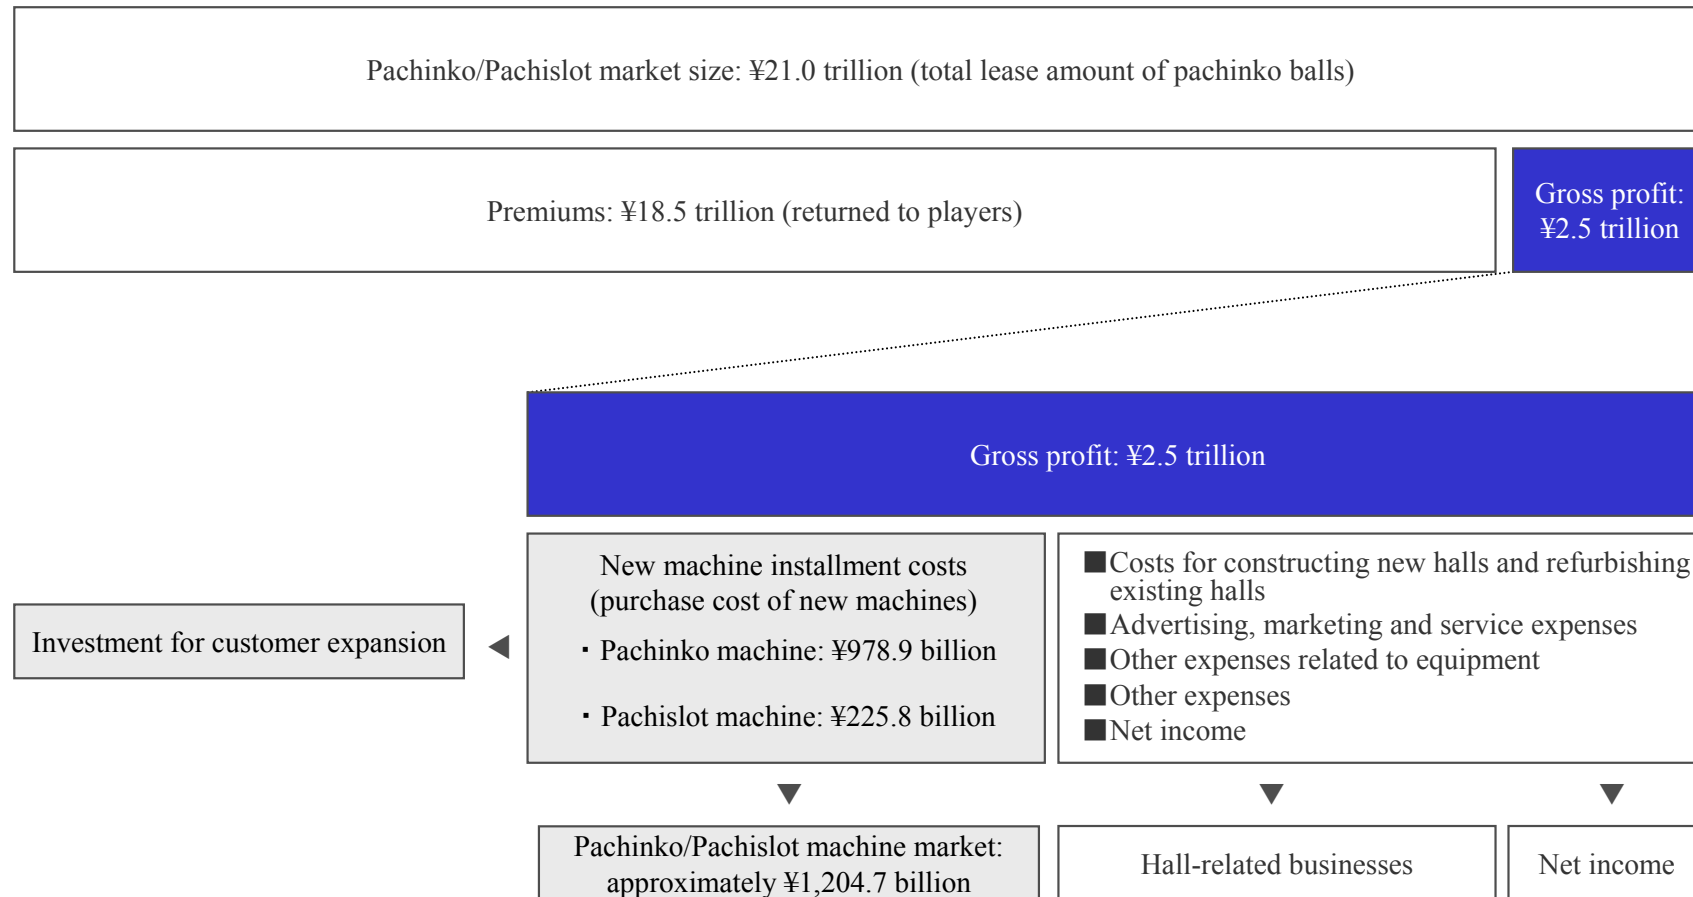 Pachinko/Pachislot market size: ¥21.0 trillion (total lease amount of pachinko balls)
Premiums: ¥18.5 trillion (returned to players)
Gross profit:
¥2.5 trillion
Gross profit: ¥2.5 trillion
Investment for customer expansion
New machine installment costs
(purchase cost of new machines)
・Pachinko machine: ¥978.9 billion
・Pachislot machine: ¥225.8 billion
■Costs for constructing new halls and refurbishing
existing halls
■Advertising, marketing and service expenses
■Other expenses related to equipment
■Other expenses
■Net income
Pachinko/Pachislot machine market:
approximately ¥1,204.7 billion
Hall-related businesses
Net income